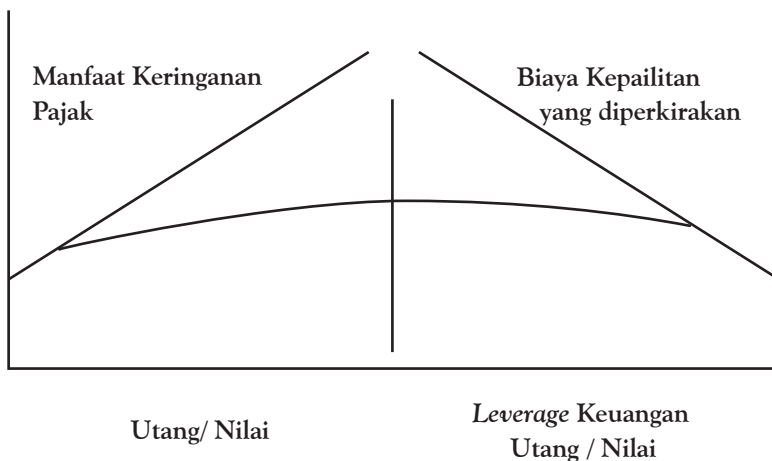 Manfaat Keringanan
Pajak
Biaya Kepailitan
yang diperkirakan
Utang/ Nilai
Leverage Keuangan
Utang / Nilai